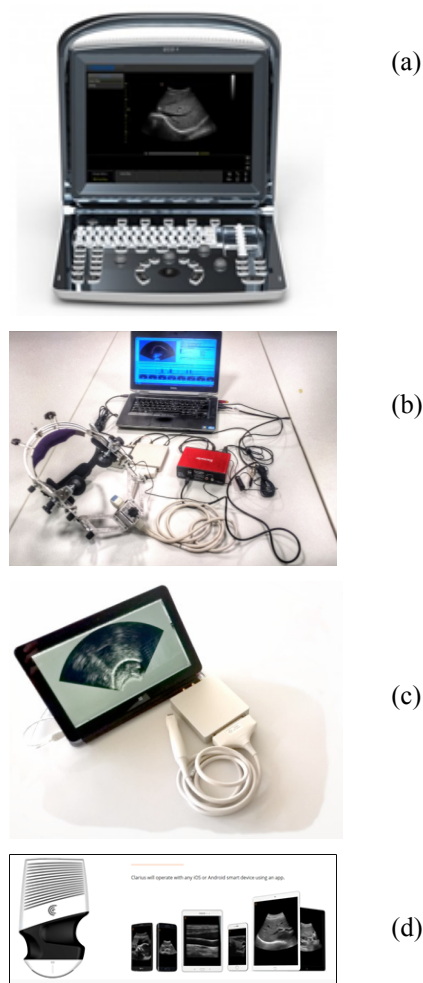 (a)
(b)
(c)
Clarius will operate with any iOS or Android smart device using an app.
(d)